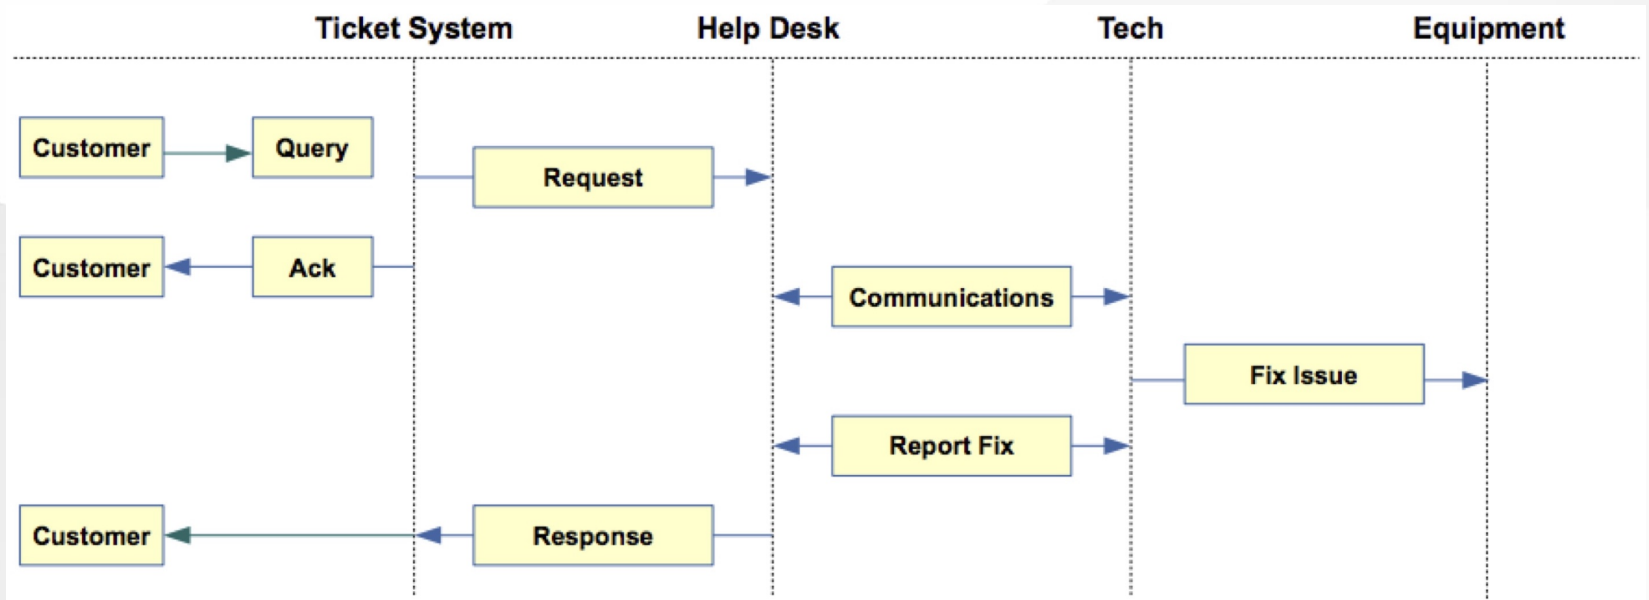 Ticket System Help Desk Tech Equipment
Customer Query
Request
Customer Ack
Communications
Fix Issue
Report Fix
Customer Response